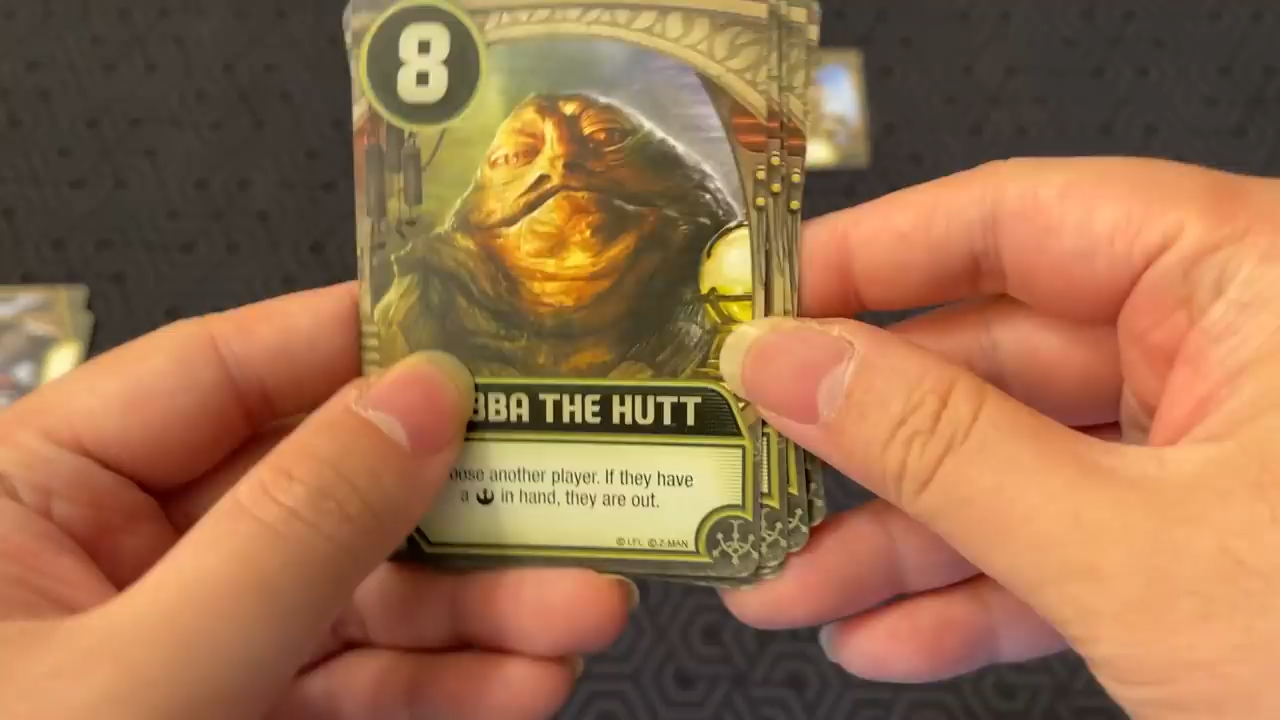 8
BBA THE HUTT
oose another player. If they have
a in hand, they are out.
© LFL © Z-MAN